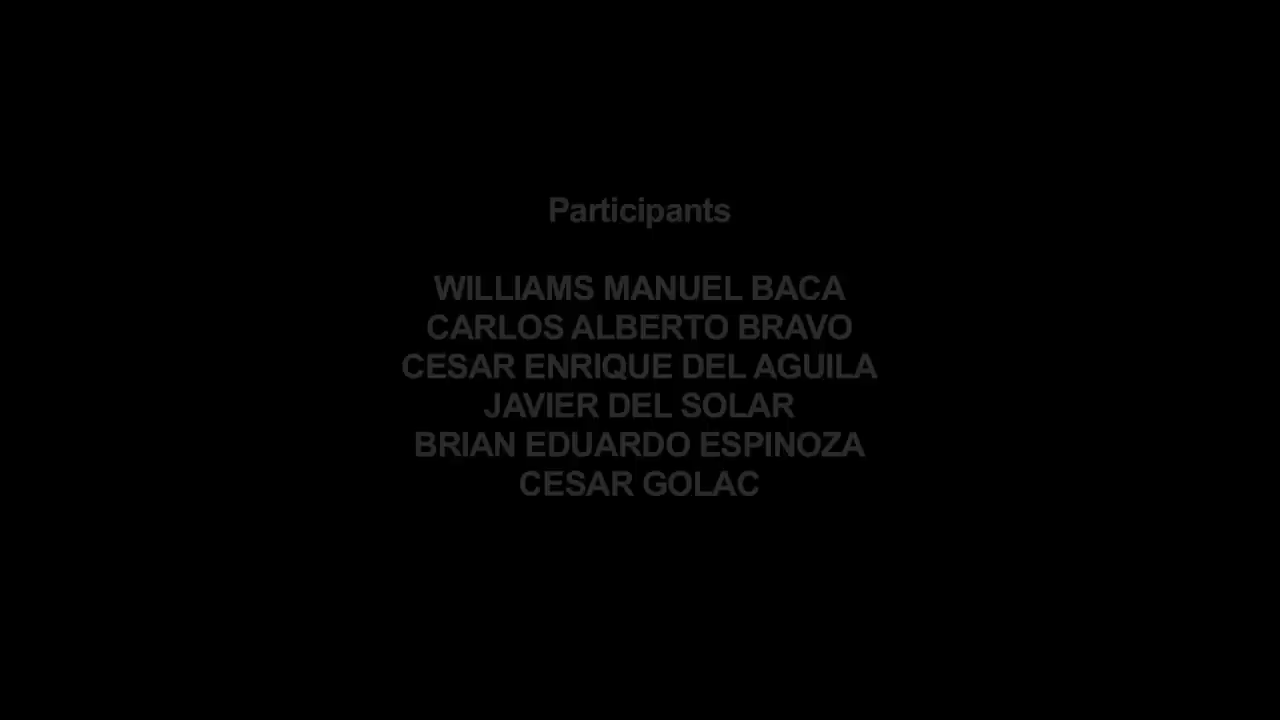 Participants
WILLIAMS MANUEL BACA
CARLOS ALBERTO BRAVO
CESAR ENRIQUE DEL AGUILA
JAVIER DEL SOLAR
BRIAN EDUARDO ESPINOZA
CESAR GOLAC